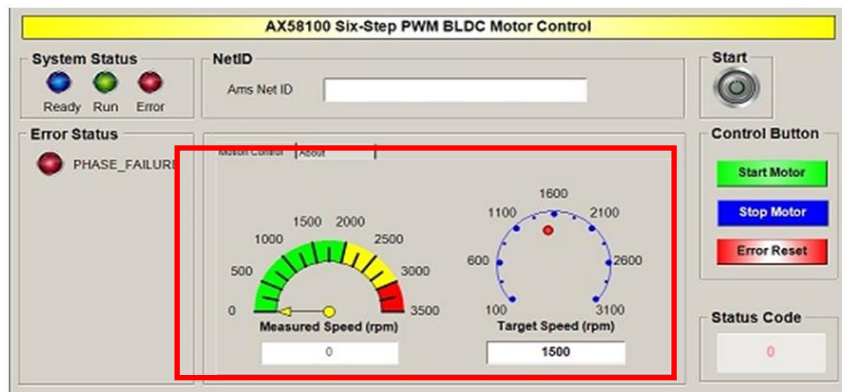 AX58100 Six-Step PWM BLDC Motor Control
System Status
Ready Run Error
NetID
Ams Net ID
Start
Error Status
PHASE_FAILURE
Motion Control About
0
500
1000
1500
2000
2500
3000
3500
Measured Speed (rpm)
0
100
600
1100
1600
2100
2600
3100
Target Speed (rpm)
1500
Control Button
Start Motor
Stop Motor
Error Reset
Status Code
0